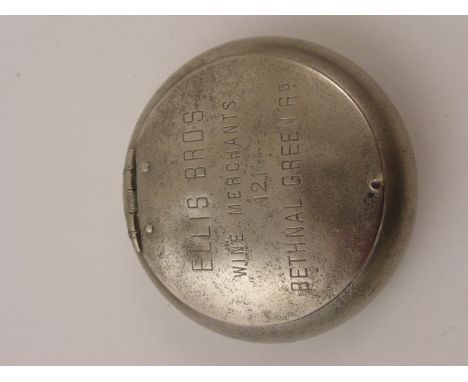 ELLIS BROS
WINE MERCHANTS
121
BETHNAL GREEN RD